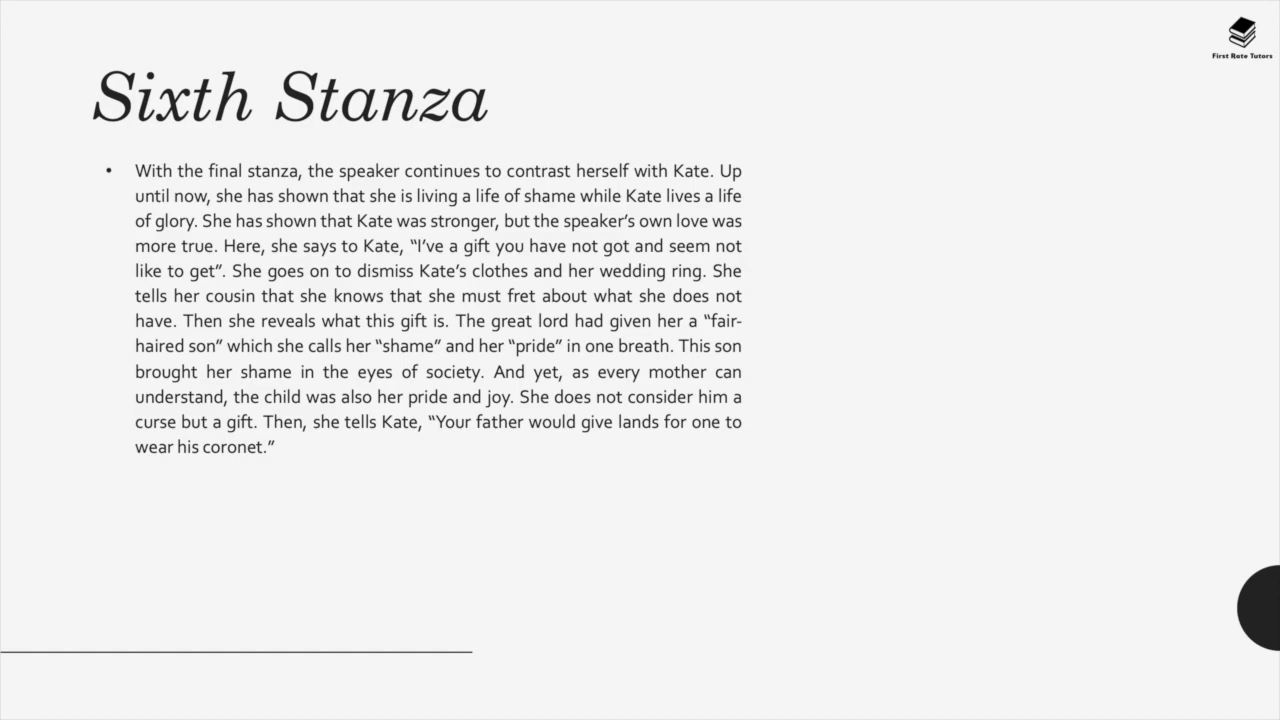 First Rate Tutors
Sixth Stanza
• With the final stanza, the speaker continues to contrast herself with Kate. Up
until now, she has shown that she is living a life of shame while Kate lives a life
of glory. She has shown that Kate was stronger, but the speaker’s own love was
more true. Here, she says to Kate, “I’ve a gift you have not got and seem not
like to get”. She goes on to dismiss Kate’s clothes and her wedding ring. She
tells her cousin that she knows that she must fret about what she does not
have. Then she reveals what this gift is. The great lord had given her a “fair-
haired son” which she calls her “shame” and her “pride” in one breath. This son
brought her shame in the eyes of society. And yet, as every mother can
understand, the child was also her pride and joy. She does not consider him a
curse but a gift. Then, she tells Kate, “Your father would give lands for one to
wear his coronet.”